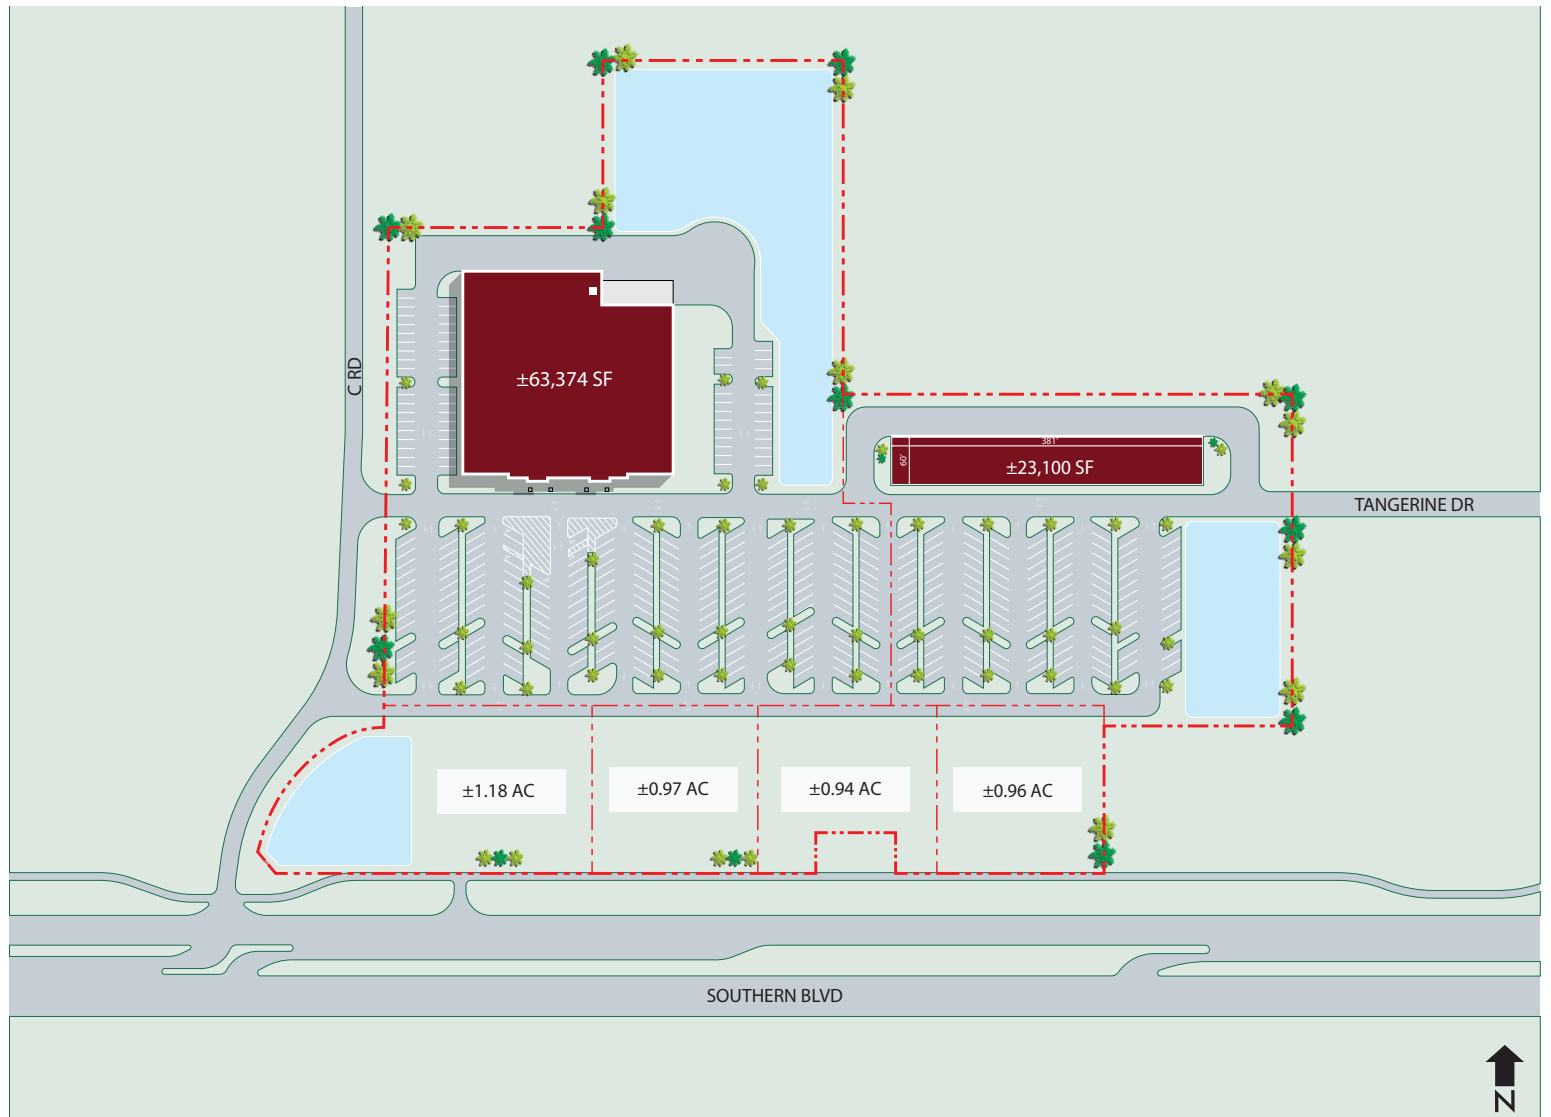 C RD
±63,374 SF
381'
60'
±23,100 SF
TANGERINE DR
±1.18 AC
±0.97 AC
±0.94 AC
±0.96 AC
SOUTHERN BLVD
N